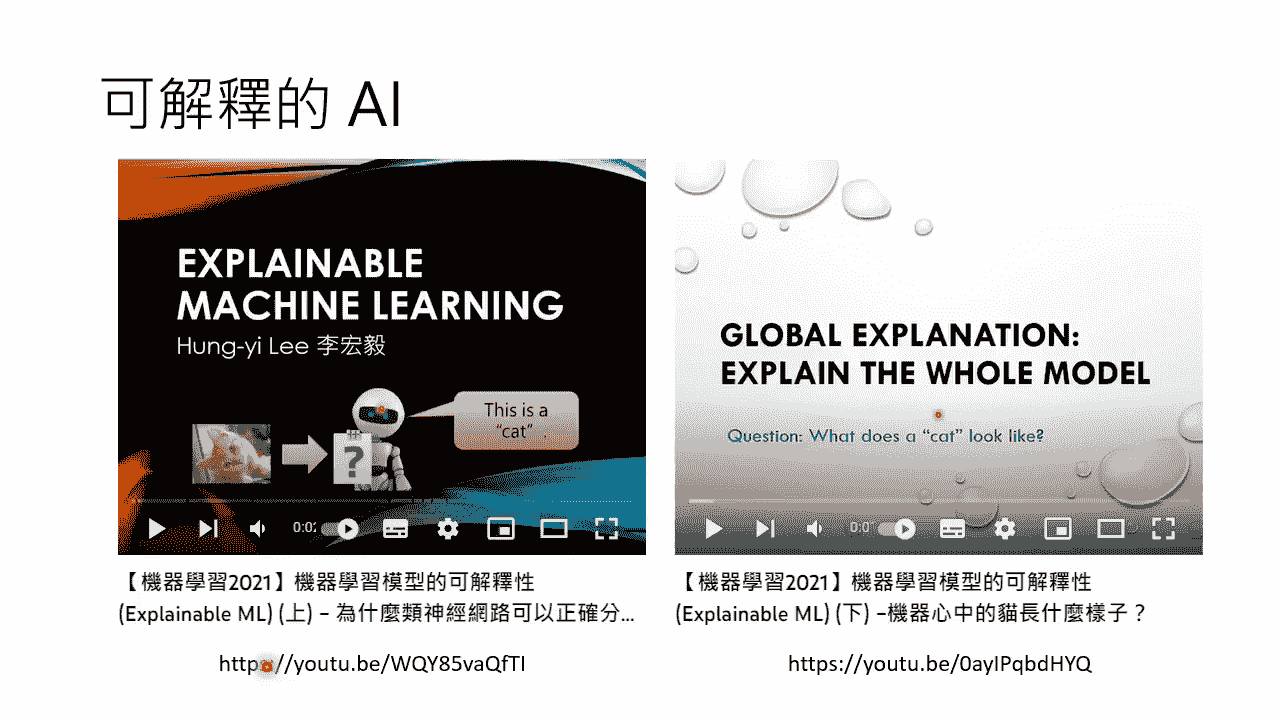 可解釋的 AI
EXPLAINABLE
MACHINE LEARNING
Hung-yi Lee 李宏毅
This is a
“cat”
?
GLOBAL EXPLANATION:
EXPLAIN THE WHOLE MODEL
Question: What does a “cat” look like?
【機器學習2021】機器學習模型的可解釋性
(Explainable ML) (上) – 為什麼類神經網路可以正確分...
https://youtu.be/WQY85vaQfTI
【機器學習2021】機器學習模型的可解釋性
(Explainable ML) (下) –機器心中的貓長什麼樣子？
https://youtu.be/0ayIPqbdHYQ